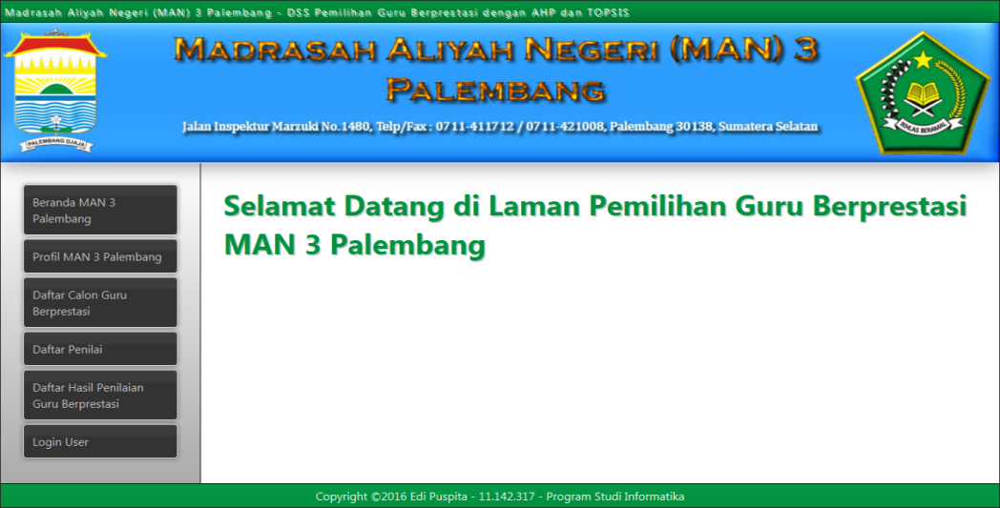 Madrasah Aliyah Negeri (MAN) 3 Palembang - DSS Pemilihan Guru Berprestasi dengan AHP dan TOPSIS
Madrasah Aliyah Negeri (MAN) 3
Palembang
Jalan Inspektur Marzuki No.1480, Telp/Fax : 0711-411712 / 0711-421008, Palembang 30138, Sumatera Selatan
PALEMBANG DJAJA
IKHLAS BERAMAL
Beranda MAN 3
Palembang
Profil MAN 3 Palembang
Daftar Calon Guru
Berprestasi
Daftar Penilai
Daftar Hasil Penilaian
Guru Berprestasi
Login User
Selamat Datang di Laman Pemilihan Guru Berprestasi
MAN 3 Palembang
Copyright ©2016 Edi Puspita - 11.142.317 - Program Studi Informatika